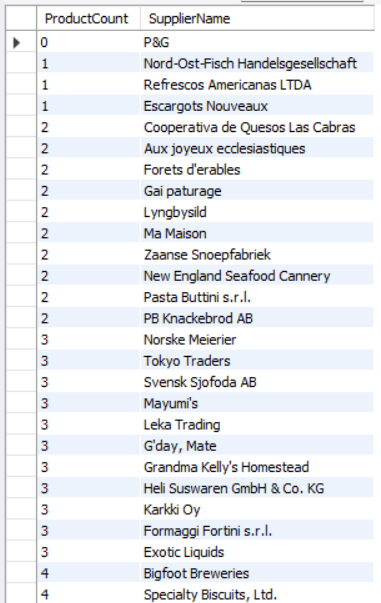 ProductCount SupplierName
0 P&G
1 Nord-Ost-Fisch Handelsgesellschaft
1 Refrescos Americanas LTDA
1 Escargots Nouveaux
2 Cooperativa de Quesos Las Cabras
2 Aux joyeux ecclesiastiques
2 Forets d'erables
2 Gai paturage
2 Lyngbysild
2 Ma Maison
2 Zaanse Snoepfabriek
2 New England Seafood Cannery
2 Pasta Buttini s.r.l.
2 PB Knackebrod AB
3 Norske Meierier
3 Tokyo Traders
3 Svensk Sjofoda AB
3 Mayumi's
3 Leka Trading
3 G'day, Mate
3 Grandma Kelly's Homestead
3 Heli Suswaren GmbH & Co. KG
3 Karkki Oy
3 Formaggi Fortini s.r.l.
3 Exotic Liquids
4 Bigfoot Breweries
4 Specialty Biscuits, Ltd.